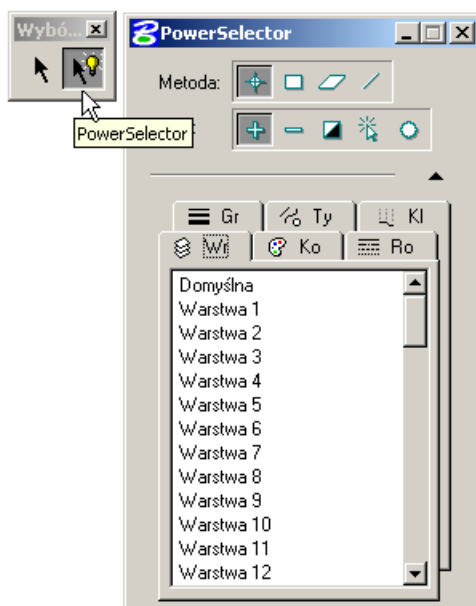 Wybó...
PowerSelector
Metoda:
PowerSelector
Gr
Ty
Kl
Wr
Ko
Ro
Domyślna
Warstwa 1
Warstwa 2
Warstwa 3
Warstwa 4
Warstwa 5
Warstwa 6
Warstwa 7
Warstwa 8
Warstwa 9
Warstwa 10
Warstwa 11
Warstwa 12